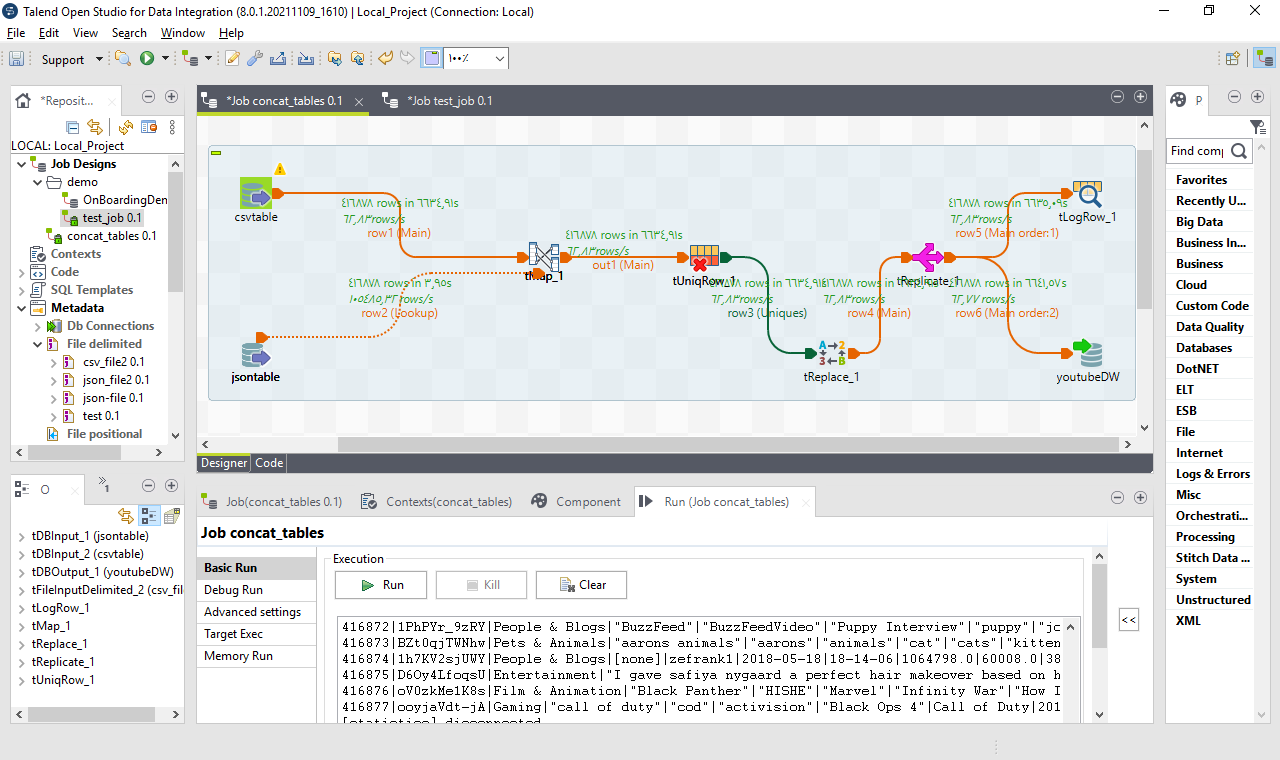 Talend Open Studio for Data Integration (8.0.1.20211109_1610) | Local_Project (Connection: Local)
File Edit View Search Window Help
Support
١٠٠٪
*Reposit...
LOCAL: Local_Project
Job Designs
demo
OnBoardingDen
test_job 0.1
concat_tables 0.1
Contexts
Code
SQL Templates
Metadata
Db Connections
File delimited
csv_file2 0.1
json_file2 0.1
json-file 0.1
test 0.1
File positional
*Job concat_tables 0.1
*Job test_job 0.1
csvtable
٤١٦٨٧٨ rows in ٦٦٣٤,٩١s
٦٢,٨٣rows/s
row1 (Main)
jsontable
٤١٦٨٧٨ rows in ٣,٩٥s
١٠٥٤٨٥,٣٢rows/s
row2 (Lookup)
tMap_1
٤١٦٨٧٨ rows in ٦٦٣٤,٩١s
٦٢,٨٣rows/s
out1 (Main)
tUniqRow_1
٤١٦٨٧٨ rows in ٦٦٣٤,٩١s
٦٢,٨٣rows/s
row3 (Uniques)
tReplace_1
٦٢,٨٣rows/s
row4 (Main)
tReplicate_1
٤١٦٨٧٨ rows in ٦٦٣٥,٠٩s
٦٢,٨٣rows/s
row5 (Main order:1)
tLogRow_1
٤١٦٨٧٨ rows in ٦٦٤١,٥٧s
٦٢,٧٧rows/s
row6 (Main order:2)
youtubeDW
Designer Code
P
Find comp
Favorites
Recently U...
Big Data
Business In...
Business
Cloud
Custom Code
Data Quality
Databases
DotNET
ELT
ESB
File
Internet
Logs & Errors
Misc
Orchestrati...
Processing
Stitch Data ...
System
Unstructured
XML
O
»1
tDBInput_1 (jsontable)
tDBInput_2 (csvtable)
tDBOutput_1 (youtubeDW)
tFileInputDelimited_2 (csv_file
tLogRow_1
tMap_1
tReplace_1
tReplicate_1
tUniqRow_1
Job(concat_tables 0.1)
Contexts(concat_tables)
Component
Run (Job concat_tables)
Job concat_tables
Basic Run
Debug Run
Advanced settings
Target Exec
Memory Run
Execution
Run Kill Clear
<<
416872|1PhPYr_9zRY|People & Blogs|"BuzzFeed"|"BuzzFeedVideo"|"Puppy Interview"|"puppy"|"jc
416873|BZt0qjTWNhw|Pets & Animals|"aarons animals"|"aarons"|"animals"|"cat"|"cats"|"kitten
416874|1h7KV2sjUWY|People & Blogs|[none]|zefrank1|2018-05-18|18-14-06|1064798.0|60008.0|38
416875|D6Oy4LfoqsU|Entertainment|"I gave safiya nygaard a perfect hair makeover based on h
416876|oV0zkMe1K8s|Film & Animation|"Black Panther"|"HISHE"|"Marvel"|"Infinity War"|"How I
416877|ooyjaVdt-jA|Gaming|"call of duty"|"cod"|"activision"|"Black Ops 4"|Call of Duty|201
[statistics] disconnected